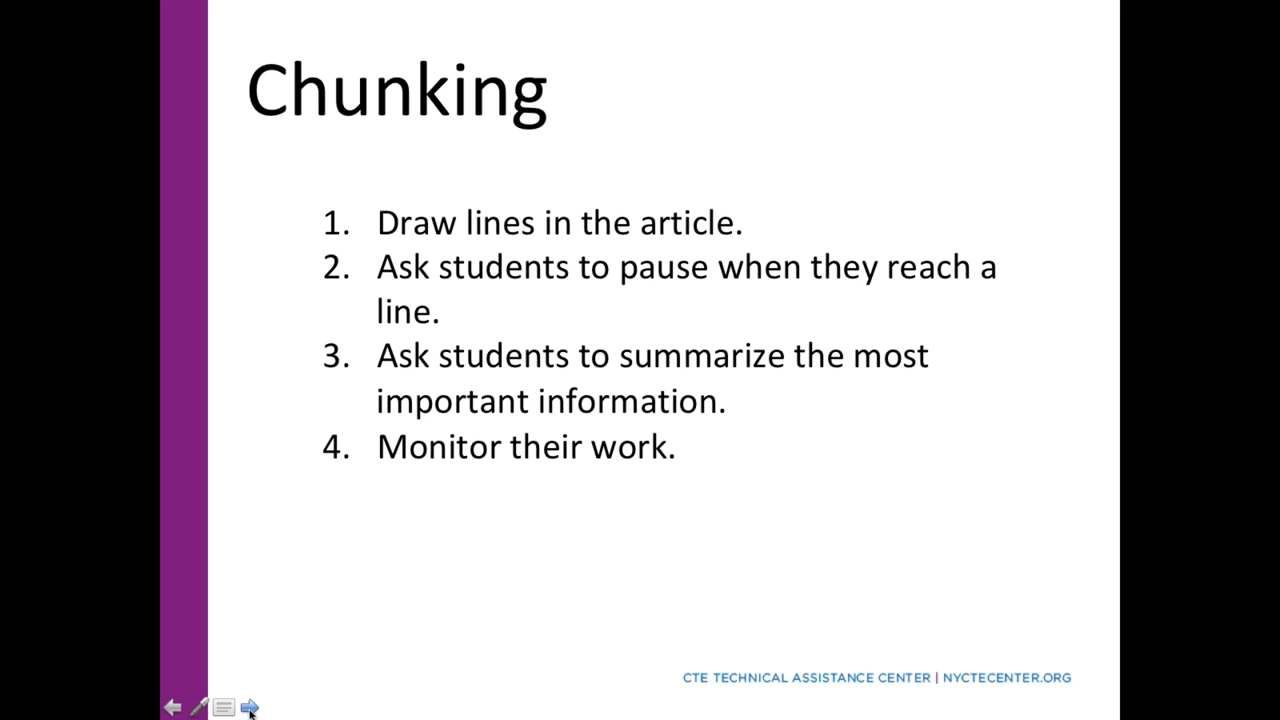 Chunking
1. Draw lines in the article.
2. Ask students to pause when they reach a
line.
3. Ask students to summarize the most
important information.
4. Monitor their work.
CTE TECHNICAL ASSISTANCE CENTER | NYCTECENTER.ORG